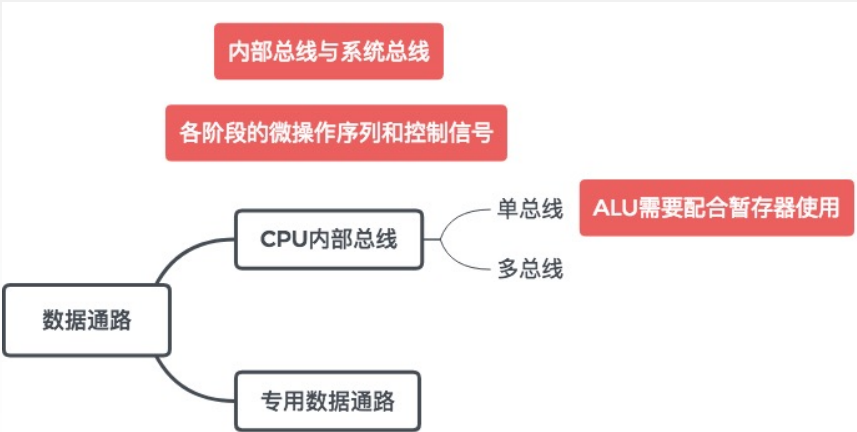 内部总线与系统总线
各阶段的微操作序列和控制信号
单总线
ALU需要配合暂存器使用
CPU内部总线
多总线
数据通路
专用数据通路